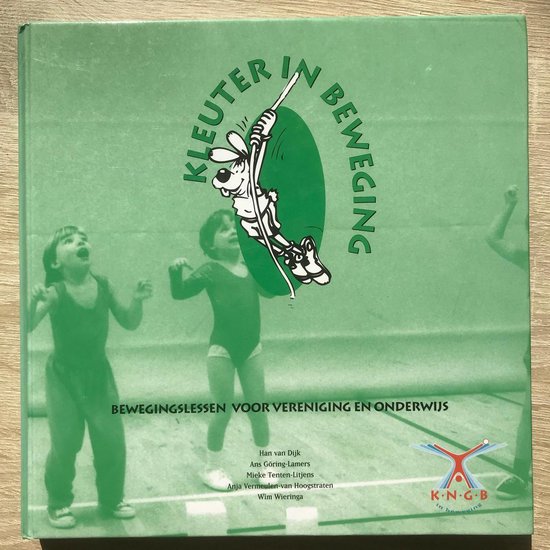 KLEUTER IN BEWEGING
BEWEGINGSLESSEN VOOR VERENIGING EN ONDERWIJS
Han van Dijk
Ans Göring-Lamers
Mieke Tenten-Litjens
Anja Vermeulen-van Hoogstraten
Wim Wieringa
K·N·G·B